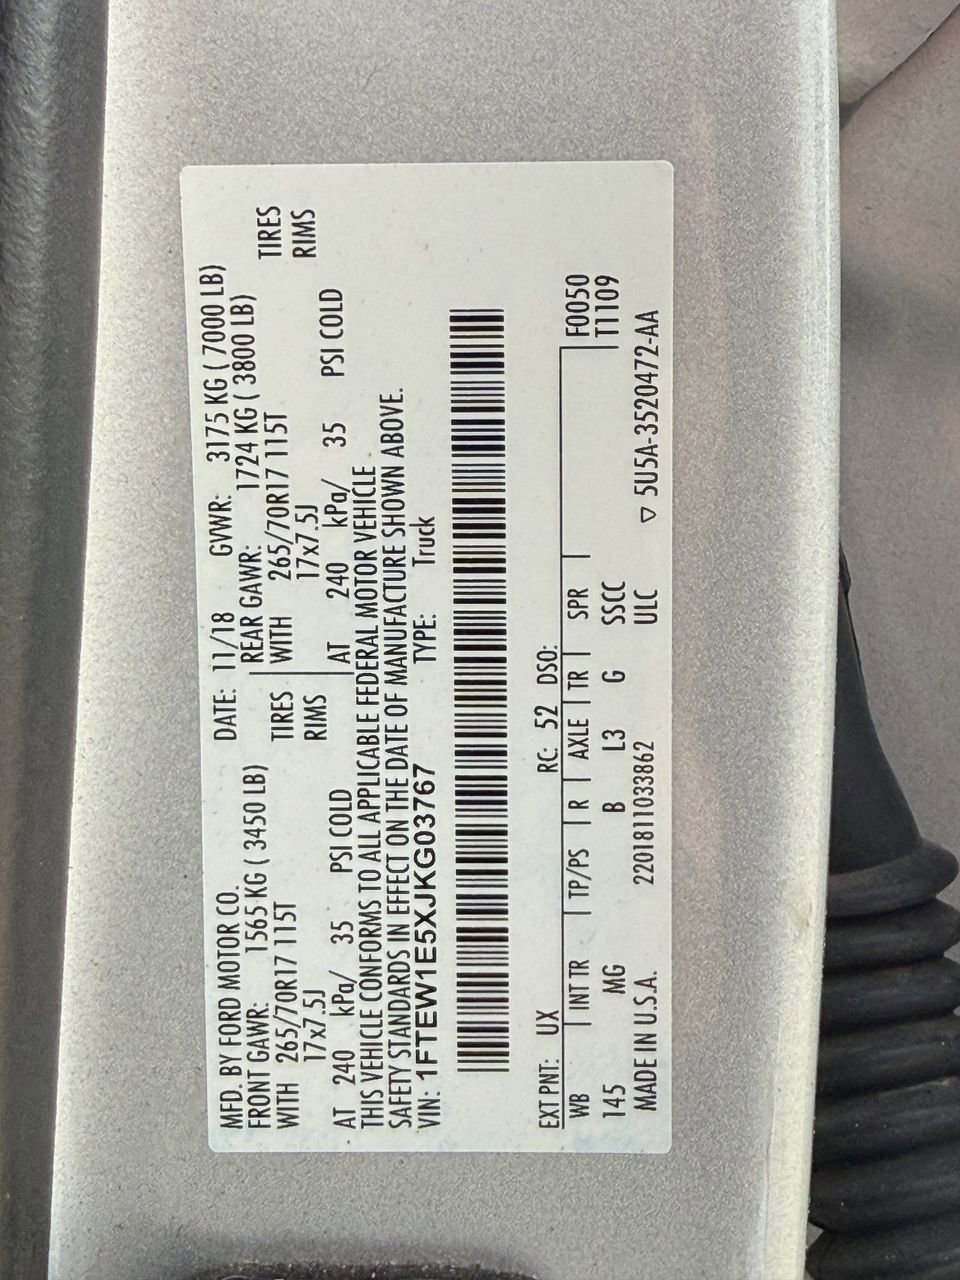 MFD. BY FORD MOTOR CO. DATE: 11/18 GVWR: 3175 KG ( 7000 LB)
FRONT GAWR: 1565 KG ( 3450 LB) REAR GAWR: 1724 KG ( 3800 LB)
WITH 265/70R17 115T TIRES WITH 265/70R17 115T TIRES
17x7.5J RIMS 17x7.5J RIMS
AT 240 kPa/ 35 PSI COLD AT 240 kPa/ 35 PSI COLD
THIS VEHICLE CONFORMS TO ALL APPLICABLE FEDERAL MOTOR VEHICLE
SAFETY STANDARDS IN EFFECT ON THE DATE OF MANUFACTURE SHOWN ABOVE.
VIN: 1FTEW1E5XJKG03767 TYPE: Truck
EXT PNT: UX RC: 52 DSO: F0050
WB INT TR TP/PS R AXLE TR SPR T1109
145 MG B L3 G SSCC
MADE IN U.S.A. 2201811033862 ULC ▽ 5U5A-3520472-AA